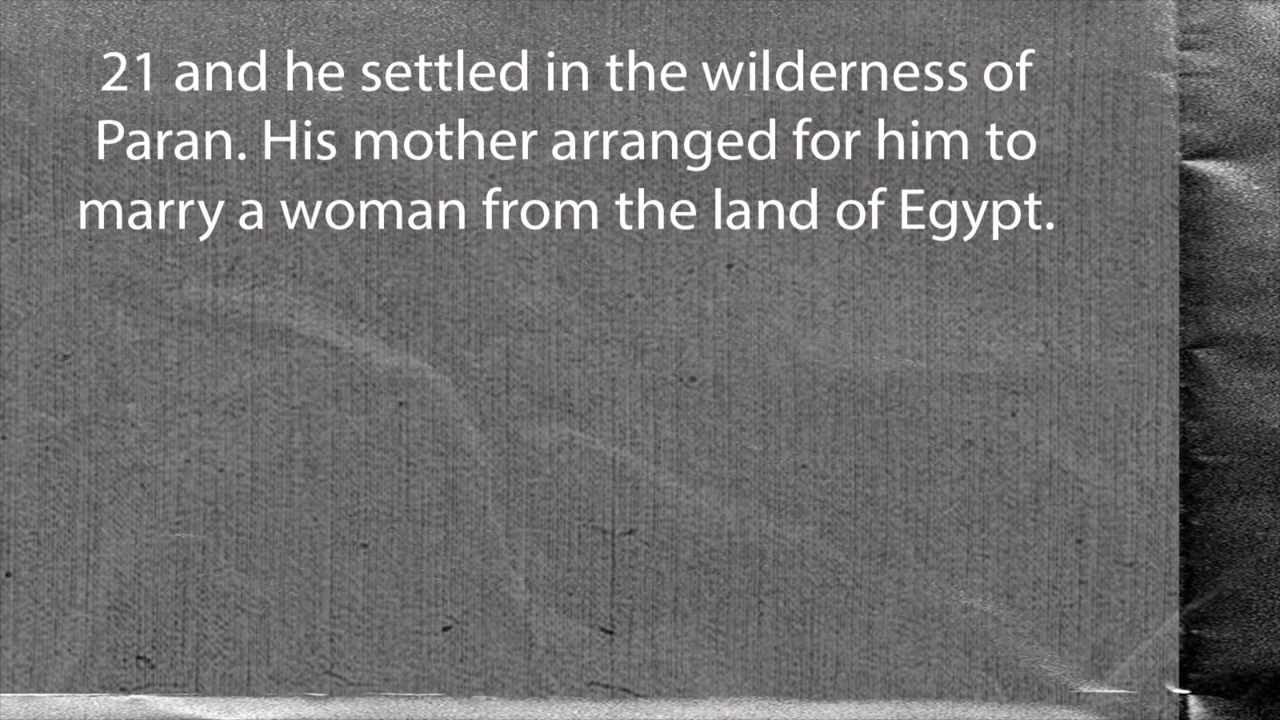 21 and he settled in the wilderness of
Paran. His mother arranged for him to
marry a woman from the land of Egypt.